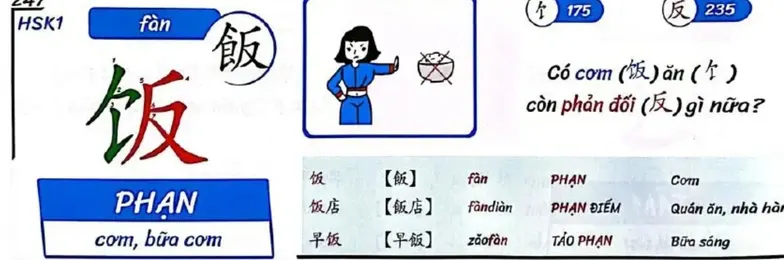 HSK1
fàn
飯
饭
PHẠN
cơm, bữa cơm
饣 175
反 235
Có cơm (饭) ăn (饣)
còn phản đối (反) gì nữa?
饭 【飯】 fàn PHẠN Cơm
饭店 【飯店】 fàndiàn PHẠN ĐIẾM Quán ăn, nhà hàn
早饭 【早飯】 zǎofàn TẢO PHẠN Bữa sáng